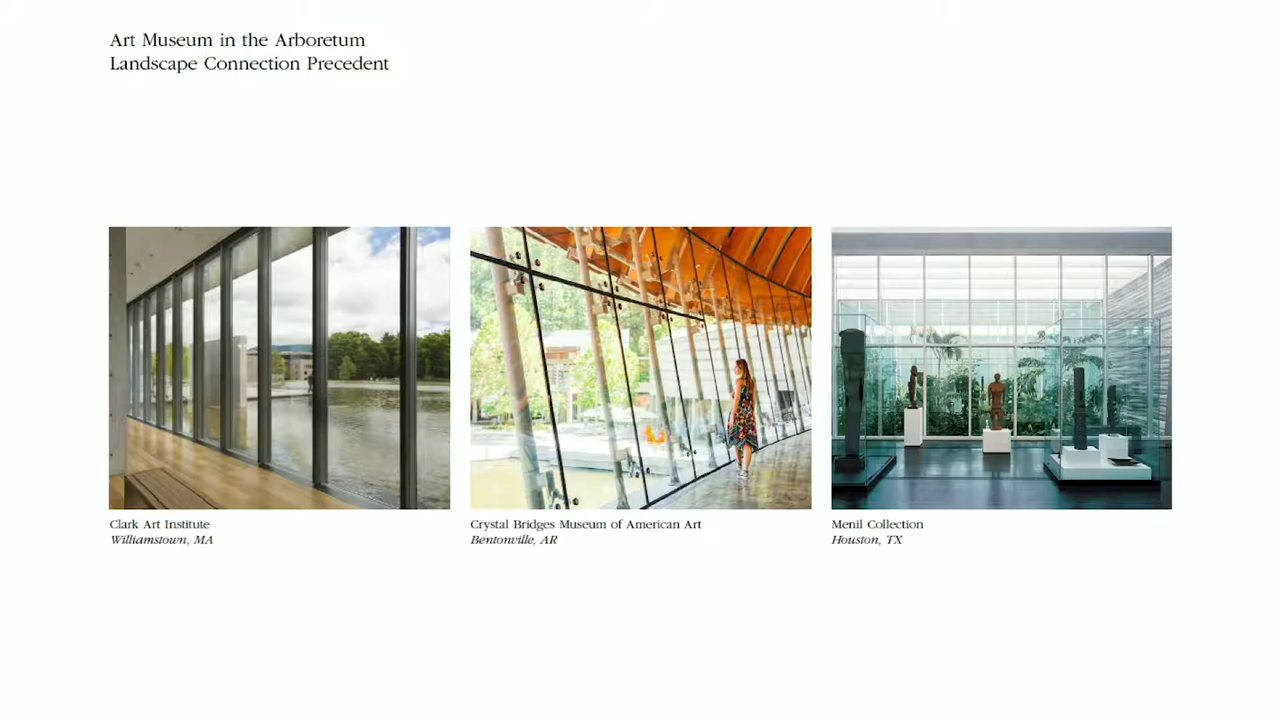 Art Museum in the Arboretum
Landscape Connection Precedent
Clark Art Institute
Williamstown, MA
Crystal Bridges Museum of American Art
Bentonville, AR
Menil Collection
Houston, TX